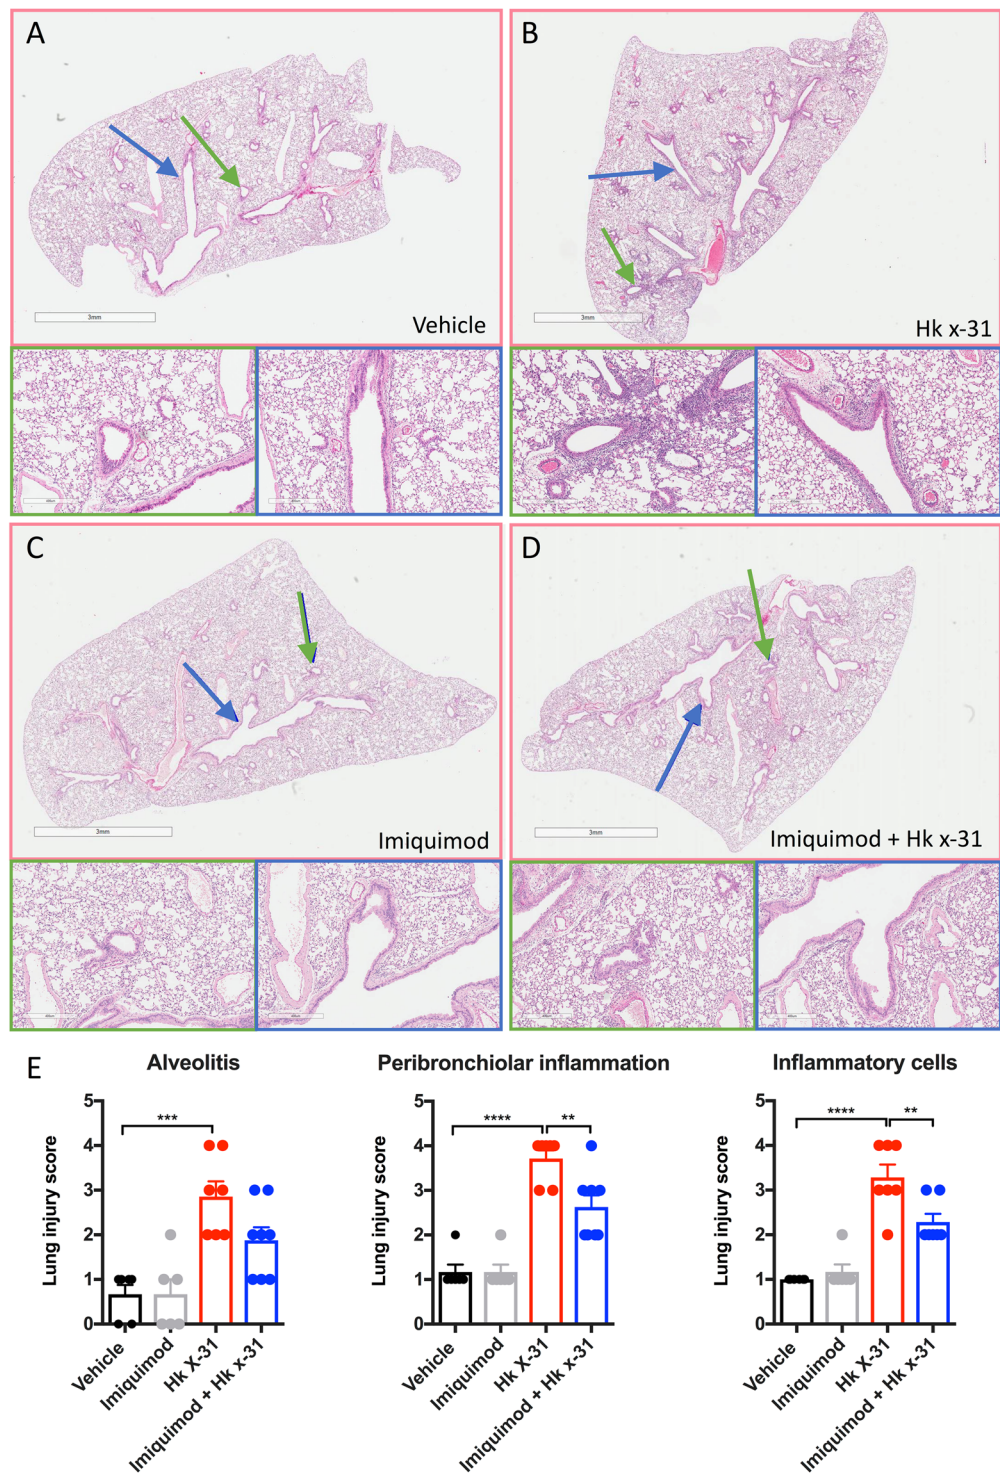 A
3mm
Vehicle
B
3mm
Hk x-31
C
3mm
Imiquimod
D
3mm
Imiquimod + Hk x-31
E
Alveolitis
Lung injury score
5
4
3
2
1
0
***
Vehicle
Imiquimod
Hk X-31
Imiquimod + Hk x-31
Peribronchiolar inflammation
Lung injury score
5
4
3
2
1
0
****
**
Vehicle
Imiquimod
Hk X-31
Imiquimod + Hk x-31
Inflammatory cells
Lung injury score
5
4
3
2
1
0
****
**
Vehicle
Imiquimod
Hk X-31
Imiquimod + Hk x-31